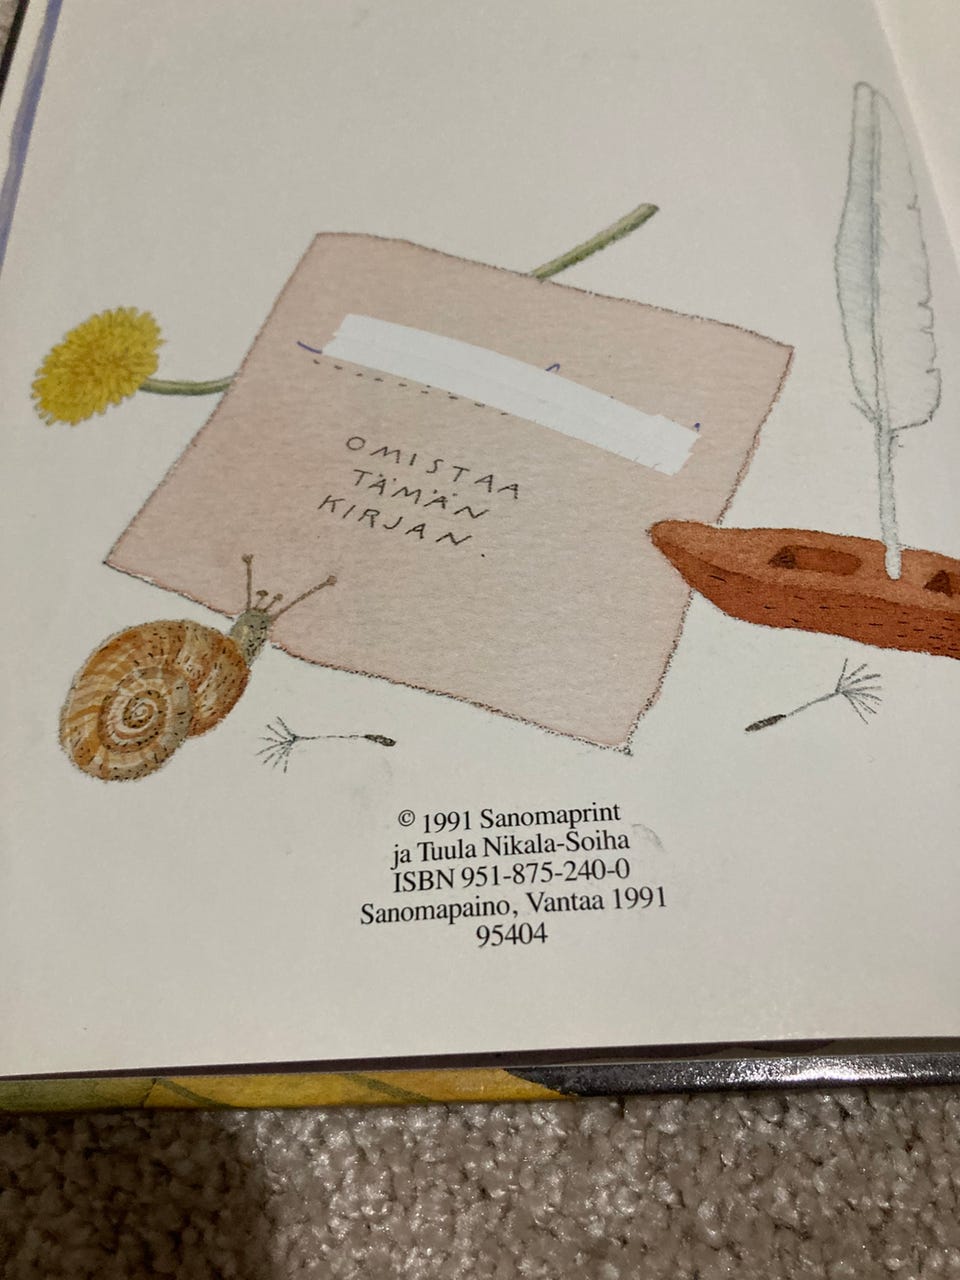 OMISTAA
TÄMÄN
KIRJAN.
© 1991 Sanomaprint
ja Tuula Nikala-Soiha
ISBN 951-875-240-0
Sanomapaino, Vantaa 1991
95404